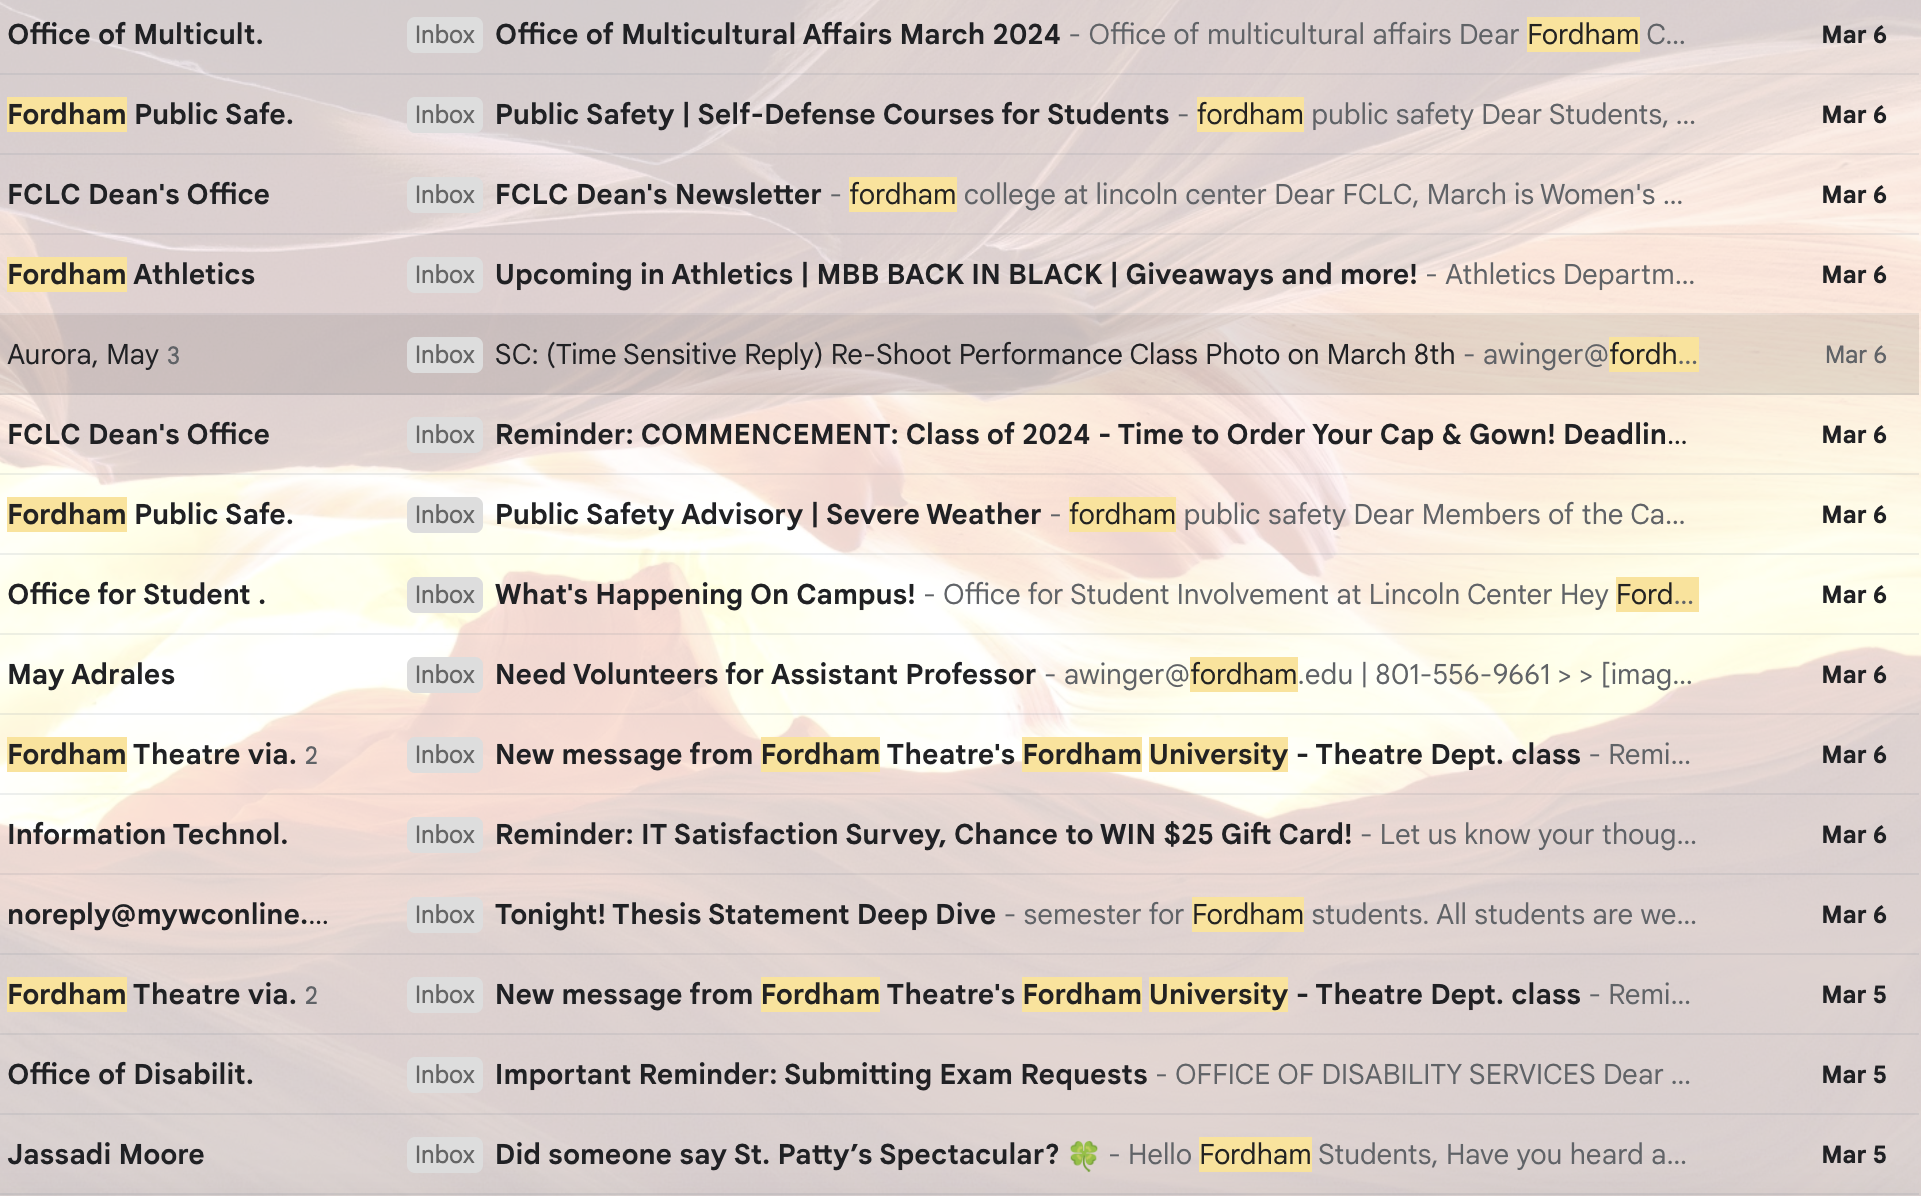 Office of Multicult. Inbox Office of Multicultural Affairs March 2024 - Office of multicultural affairs Dear Fordham C... Mar 6
Fordham Public Safe. Inbox Public Safety | Self-Defense Courses for Students - fordham public safety Dear Students, ... Mar 6
FCLC Dean's Office Inbox FCLC Dean's Newsletter - fordham college at lincoln center Dear FCLC, March is Women's ... Mar 6
Fordham Athletics Inbox Upcoming in Athletics | MBB BACK IN BLACK | Giveaways and more! - Athletics Departm... Mar 6
Aurora, May 3 Inbox SC: (Time Sensitive Reply) Re-Shoot Performance Class Photo on March 8th - awinger@fordh... Mar 6
FCLC Dean's Office Inbox Reminder: COMMENCEMENT: Class of 2024 - Time to Order Your Cap & Gown! Deadlin... Mar 6
Fordham Public Safe. Inbox Public Safety Advisory | Severe Weather - fordham public safety Dear Members of the Ca... Mar 6
Office for Student . Inbox What's Happening On Campus! - Office for Student Involvement at Lincoln Center Hey Ford... Mar 6
May Adrales Inbox Need Volunteers for Assistant Professor - awinger@fordham.edu | 801-556-9661 > > [imag... Mar 6
Fordham Theatre via. 2 Inbox New message from Fordham Theatre's Fordham University - Theatre Dept. class - Remi... Mar 6
Information Technol. Inbox Reminder: IT Satisfaction Survey, Chance to WIN $25 Gift Card! - Let us know your thoug... Mar 6
noreply@mywconline.... Inbox Tonight! Thesis Statement Deep Dive - semester for Fordham students. All students are we... Mar 6
Fordham Theatre via. 2 Inbox New message from Fordham Theatre's Fordham University - Theatre Dept. class - Remi... Mar 5
Office of Disabilit. Inbox Important Reminder: Submitting Exam Requests - OFFICE OF DISABILITY SERVICES Dear ... Mar 5
Jassadi Moore Inbox Did someone say St. Patty’s Spectacular? 🍀 - Hello Fordham Students, Have you heard a... Mar 5